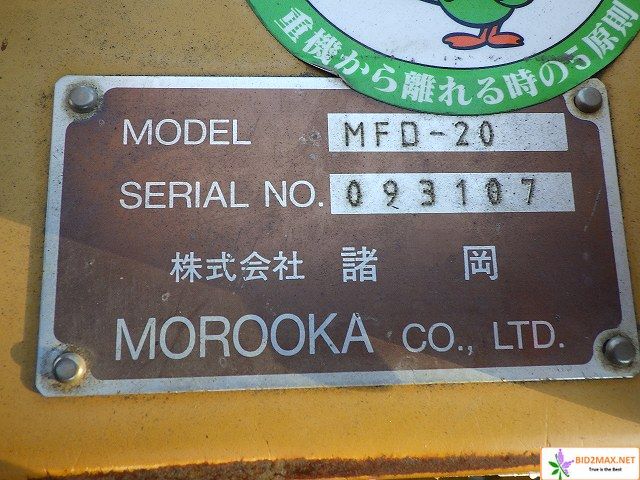 重機から離れる時の5原則
MODEL MFD-20
SERIAL NO. 093107
株式会社 諸岡
MOROOKA CO., LTD.
BID2MAX.NET
True is the Best